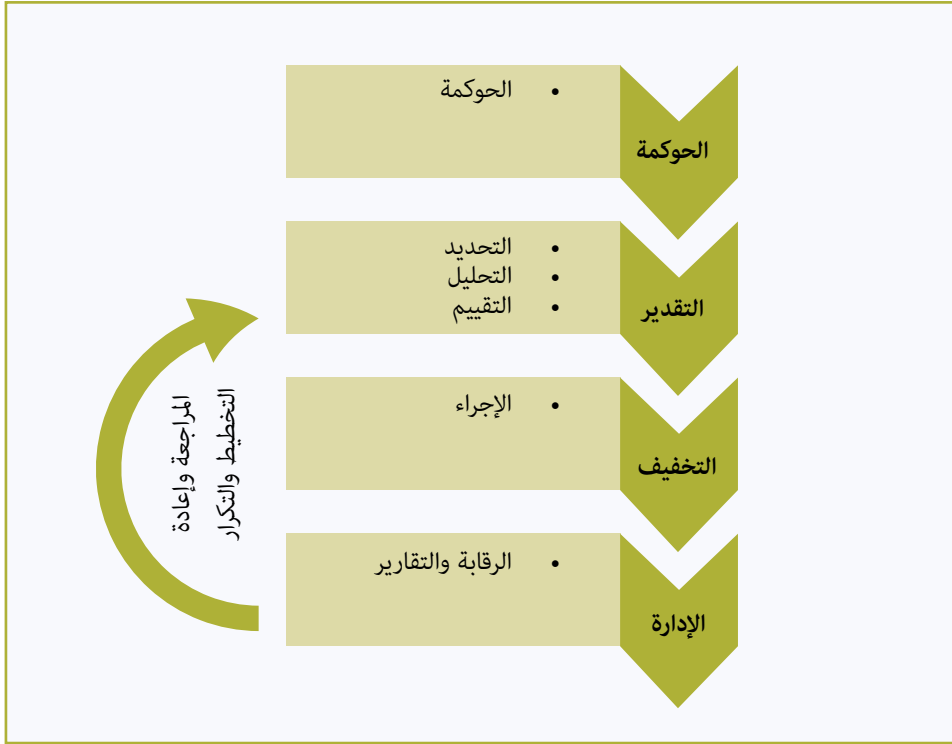 الحوكمة
• الحوكمة
التقدير
• التحديد
• التحليل
• التقييم
التخفيف
• الإجراء
الإدارة
• الرقابة والتقارير
المراجعة وإعادة
التخطيط والتكرار